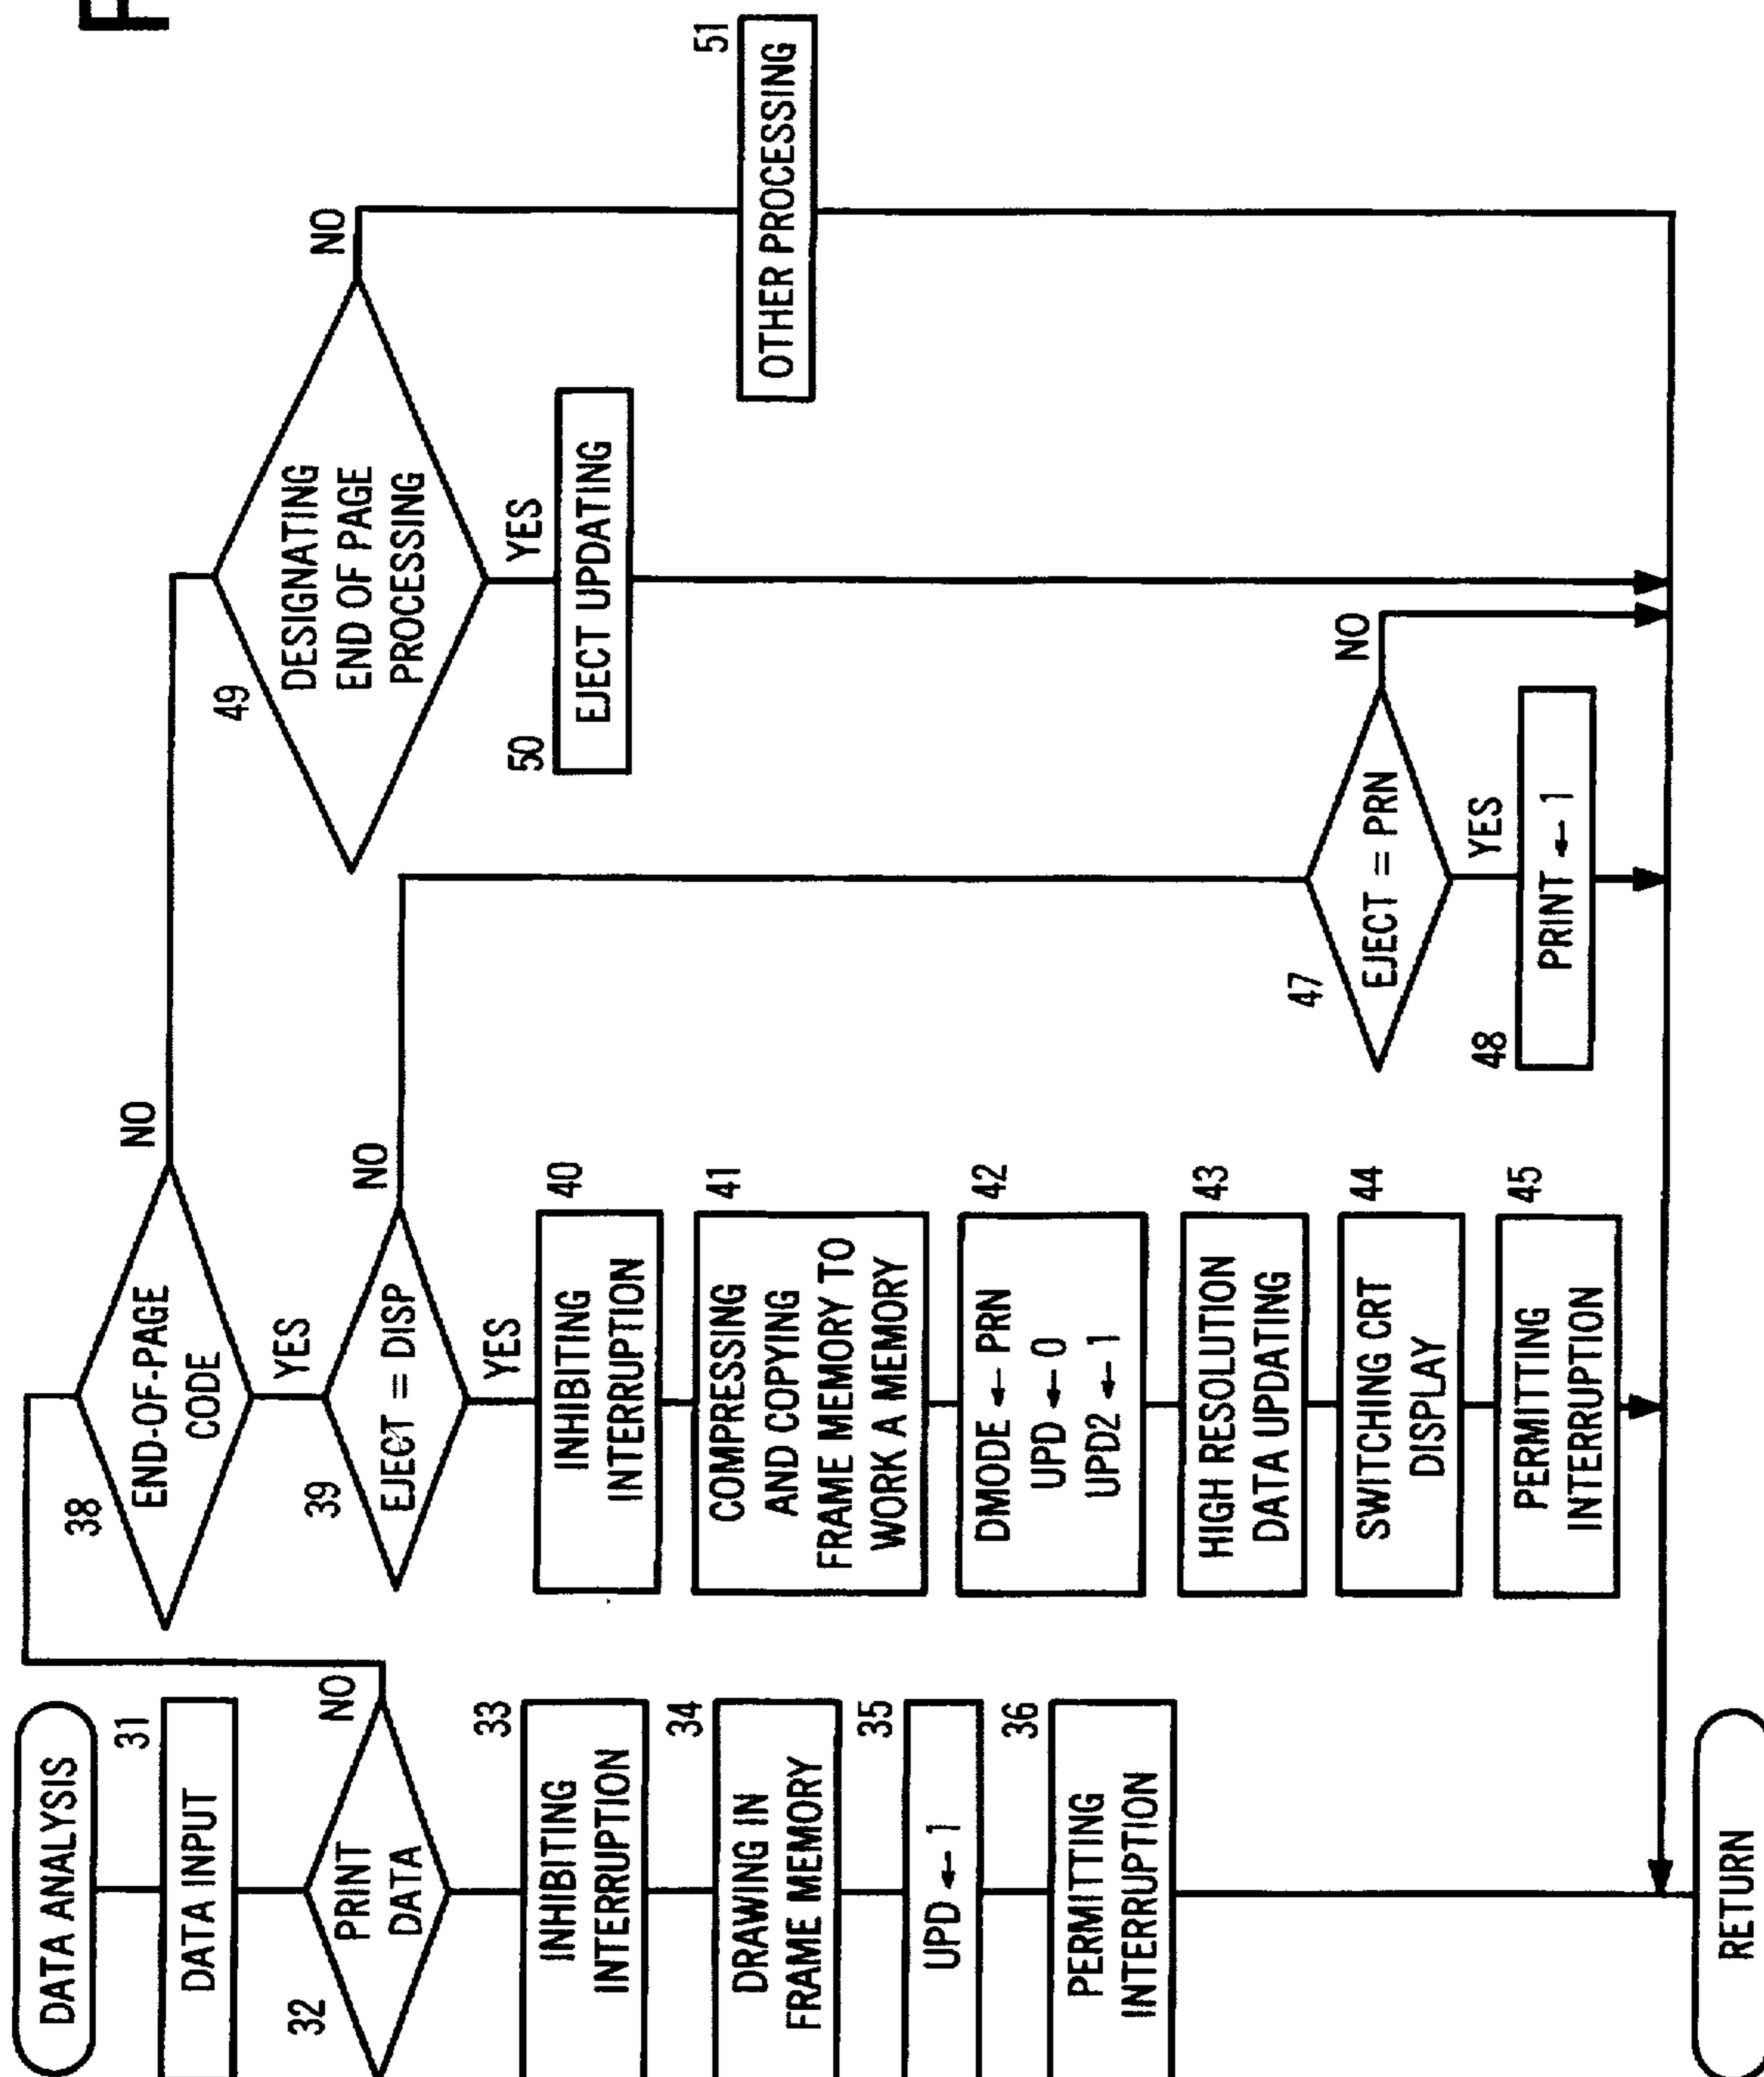 DATA ANALYSIS
31
DATA INPUT
32
PRINT
DATA
NO
33
INHIBITING
INTERRUPTION
34
DRAWING IN
FRAME MEMORY
35
UPD ← 1
36
PERMITTING
INTERRUPTION
38
END-OF-PAGE
CODE
NO
YES
39
EJECT = DISP
NO
YES
40
INHIBITING
INTERRUPTION
41
COMPRESSING
AND COPYING
FRAME MEMORY TO
WORK A MEMORY
42
DMODE ← PRN
UPD ← 0
UPD2 ← 1
43
HIGH RESOLUTION
DATA UPDATING
44
SWITCHING CRT
DISPLAY
45
PERMITTING
INTERRUPTION
47
EJECT = PRN
NO
YES
48
PRINT ← 1
49
DESIGNATING
END OF PAGE
PROCESSING
NO
YES
50
EJECT UPDATING
51
OTHER PROCESSING
RETURN